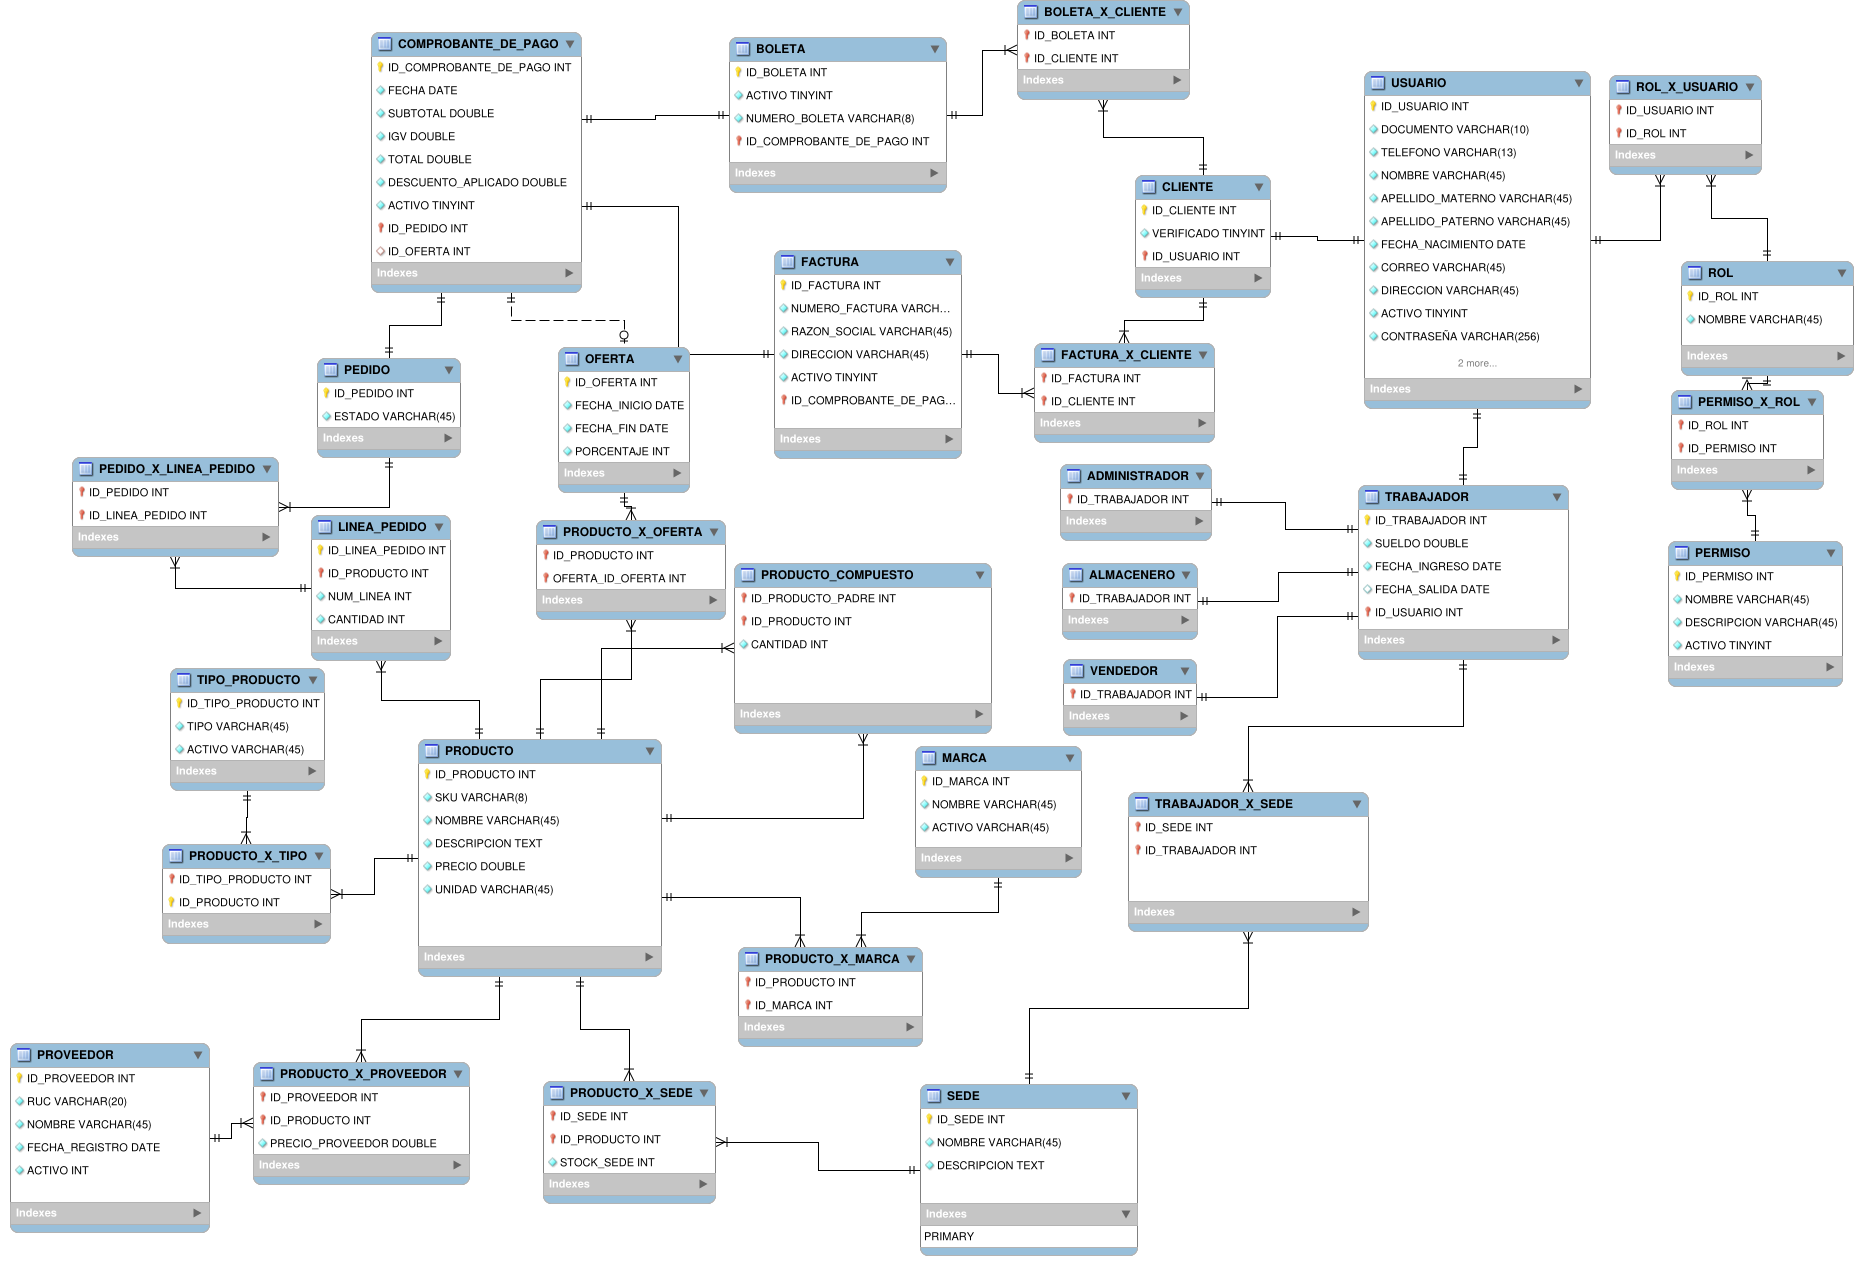 COMPROBANTE_DE_PAGO
ID_COMPROBANTE_DE_PAGO INT
FECHA DATE
SUBTOTAL DOUBLE
IGV DOUBLE
TOTAL DOUBLE
DESCUENTO_APLICADO DOUBLE
ACTIVO TINYINT
ID_PEDIDO INT
ID_OFERTA INT
Indexes
BOLETA
ID_BOLETA INT
ACTIVO TINYINT
NUMERO_BOLETA VARCHAR(8)
ID_COMPROBANTE_DE_PAGO INT
Indexes
BOLETA_X_CLIENTE
ID_BOLETA INT
ID_CLIENTE INT
Indexes
USUARIO
ID_USUARIO INT
DOCUMENTO VARCHAR(10)
TELEFONO VARCHAR(13)
NOMBRE VARCHAR(45)
APELLIDO_MATERNO VARCHAR(45)
APELLIDO_PATERNO VARCHAR(45)
FECHA_NACIMIENTO DATE
CORREO VARCHAR(45)
DIRECCION VARCHAR(45)
ACTIVO TINYINT
CONTRASEÑA VARCHAR(256)
2 more...
Indexes
ROL_X_USUARIO
ID_USUARIO INT
ID_ROL INT
Indexes
CLIENTE
ID_CLIENTE INT
VERIFICADO TINYINT
ID_USUARIO INT
Indexes
FACTURA
ID_FACTURA INT
NUMERO_FACTURA VARCH...
RAZON_SOCIAL VARCHAR(45)
DIRECCION VARCHAR(45)
ACTIVO TINYINT
ID_COMPROBANTE_DE_PAG...
Indexes
ROL
ID_ROL INT
NOMBRE VARCHAR(45)
Indexes
PEDIDO
ID_PEDIDO INT
ESTADO VARCHAR(45)
Indexes
OFERTA
ID_OFERTA INT
FECHA_INICIO DATE
FECHA_FIN DATE
PORCENTAJE INT
Indexes
FACTURA_X_CLIENTE
ID_FACTURA INT
ID_CLIENTE INT
Indexes
PERMISO_X_ROL
ID_ROL INT
ID_PERMISO INT
Indexes
PEDIDO_X_LINEA_PEDIDO
ID_PEDIDO INT
ID_LINEA_PEDIDO INT
Indexes
LINEA_PEDIDO
ID_LINEA_PEDIDO INT
ID_PRODUCTO INT
NUM_LINEA INT
CANTIDAD INT
Indexes
PRODUCTO_X_OFERTA
ID_PRODUCTO INT
OFERTA_ID_OFERTA INT
Indexes
PRODUCTO_COMPUESTO
ID_PRODUCTO_PADRE INT
ID_PRODUCTO INT
CANTIDAD INT
Indexes
ADMINISTRADOR
ID_TRABAJADOR INT
Indexes
ALMACENERO
ID_TRABAJADOR INT
Indexes
VENDEDOR
ID_TRABAJADOR INT
Indexes
TRABAJADOR
ID_TRABAJADOR INT
SUELDO DOUBLE
FECHA_INGRESO DATE
FECHA_SALIDA DATE
ID_USUARIO INT
Indexes
PERMISO
ID_PERMISO INT
NOMBRE VARCHAR(45)
DESCRIPCION VARCHAR(45)
ACTIVO TINYINT
Indexes
TIPO_PRODUCTO
ID_TIPO_PRODUCTO INT
TIPO VARCHAR(45)
ACTIVO VARCHAR(45)
Indexes
PRODUCTO
ID_PRODUCTO INT
SKU VARCHAR(8)
NOMBRE VARCHAR(45)
DESCRIPCION TEXT
PRECIO DOUBLE
UNIDAD VARCHAR(45)
Indexes
MARCA
ID_MARCA INT
NOMBRE VARCHAR(45)
ACTIVO VARCHAR(45)
Indexes
TRABAJADOR_X_SEDE
ID_SEDE INT
ID_TRABAJADOR INT
Indexes
PRODUCTO_X_TIPO
ID_TIPO_PRODUCTO INT
ID_PRODUCTO INT
Indexes
PRODUCTO_X_MARCA
ID_PRODUCTO INT
ID_MARCA INT
Indexes
PROVEEDOR
ID_PROVEEDOR INT
RUC VARCHAR(20)
NOMBRE VARCHAR(45)
FECHA_REGISTRO DATE
ACTIVO INT
Indexes
PRODUCTO_X_PROVEEDOR
ID_PROVEEDOR INT
ID_PRODUCTO INT
PRECIO_PROVEEDOR DOUBLE
Indexes
PRODUCTO_X_SEDE
ID_SEDE INT
ID_PRODUCTO INT
STOCK_SEDE INT
Indexes
SEDE
ID_SEDE INT
NOMBRE VARCHAR(45)
DESCRIPCION TEXT
Indexes
PRIMARY